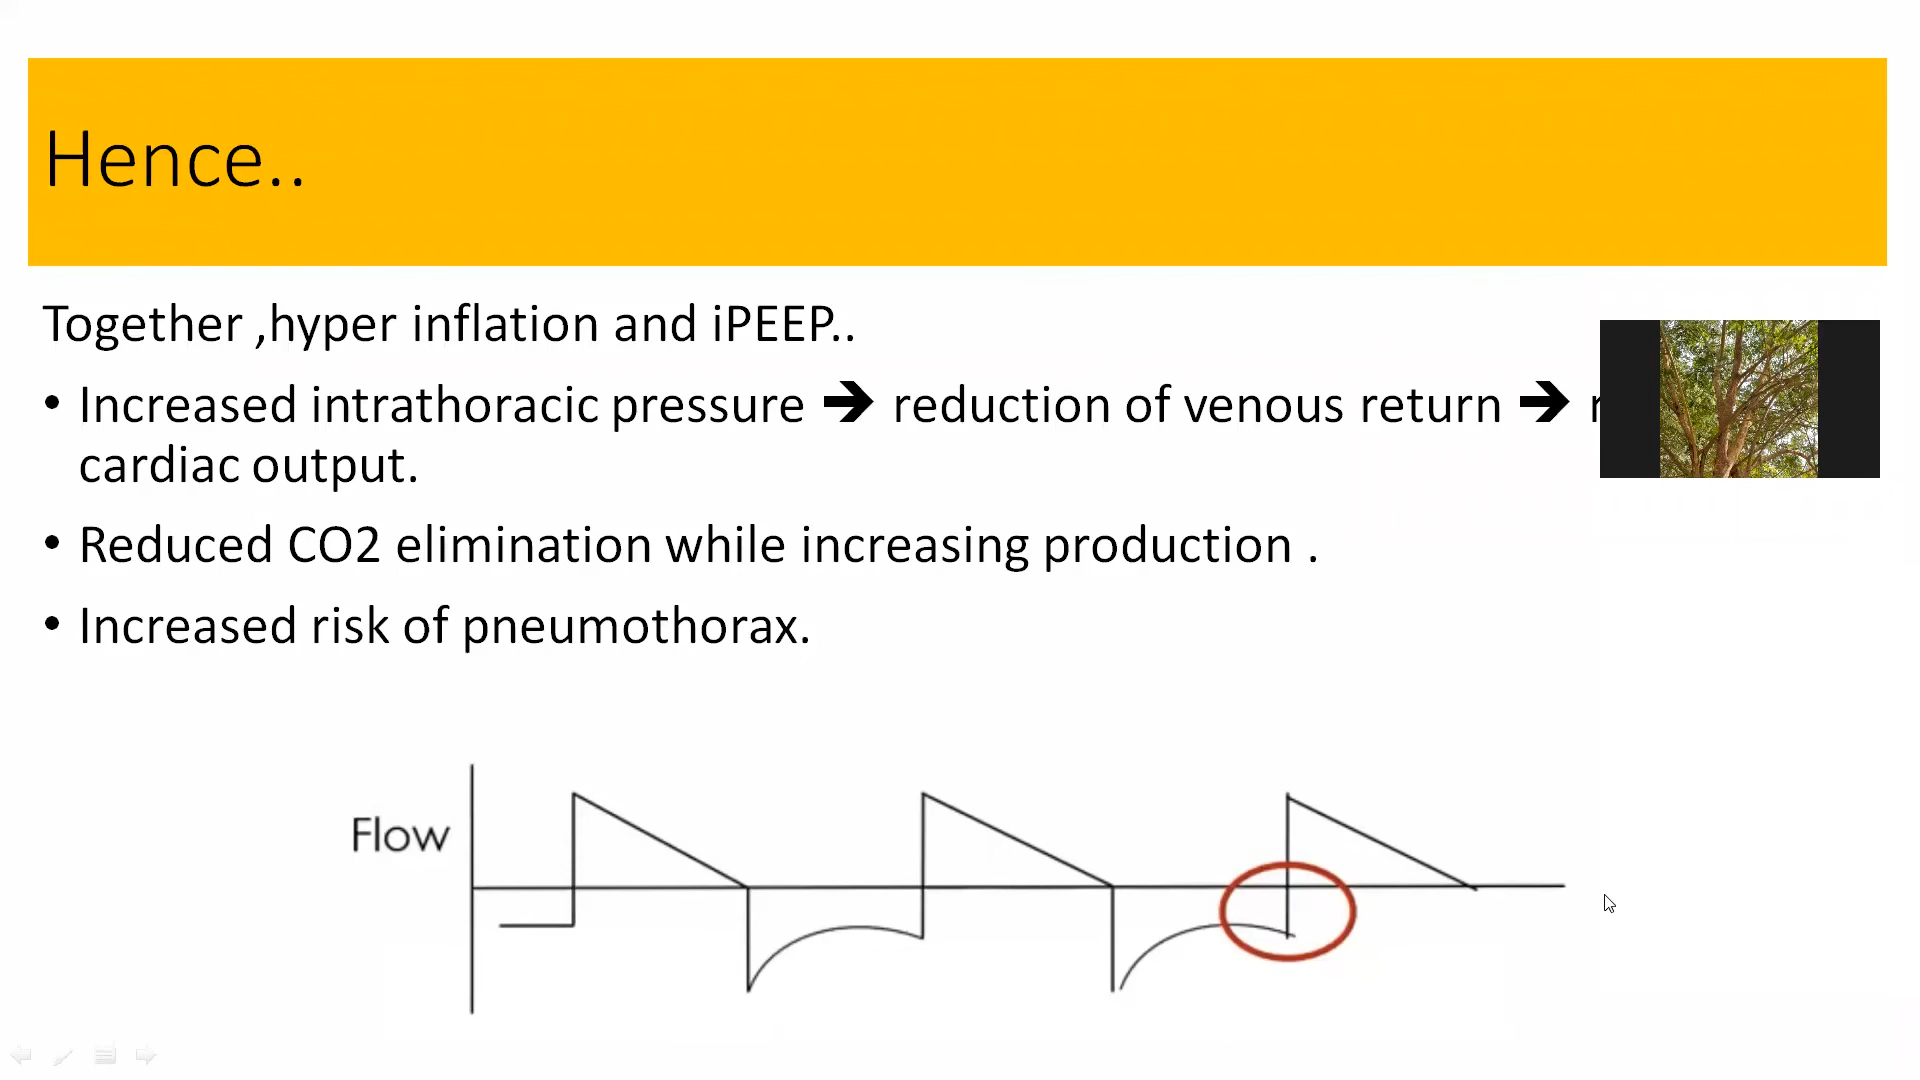 Hence..
Together ,hyper inflation and iPEEP..
• Increased intrathoracic pressure ➔ reduction of venous return ➔
cardiac output.
• Reduced CO2 elimination while increasing production .
• Increased risk of pneumothorax.
Flow